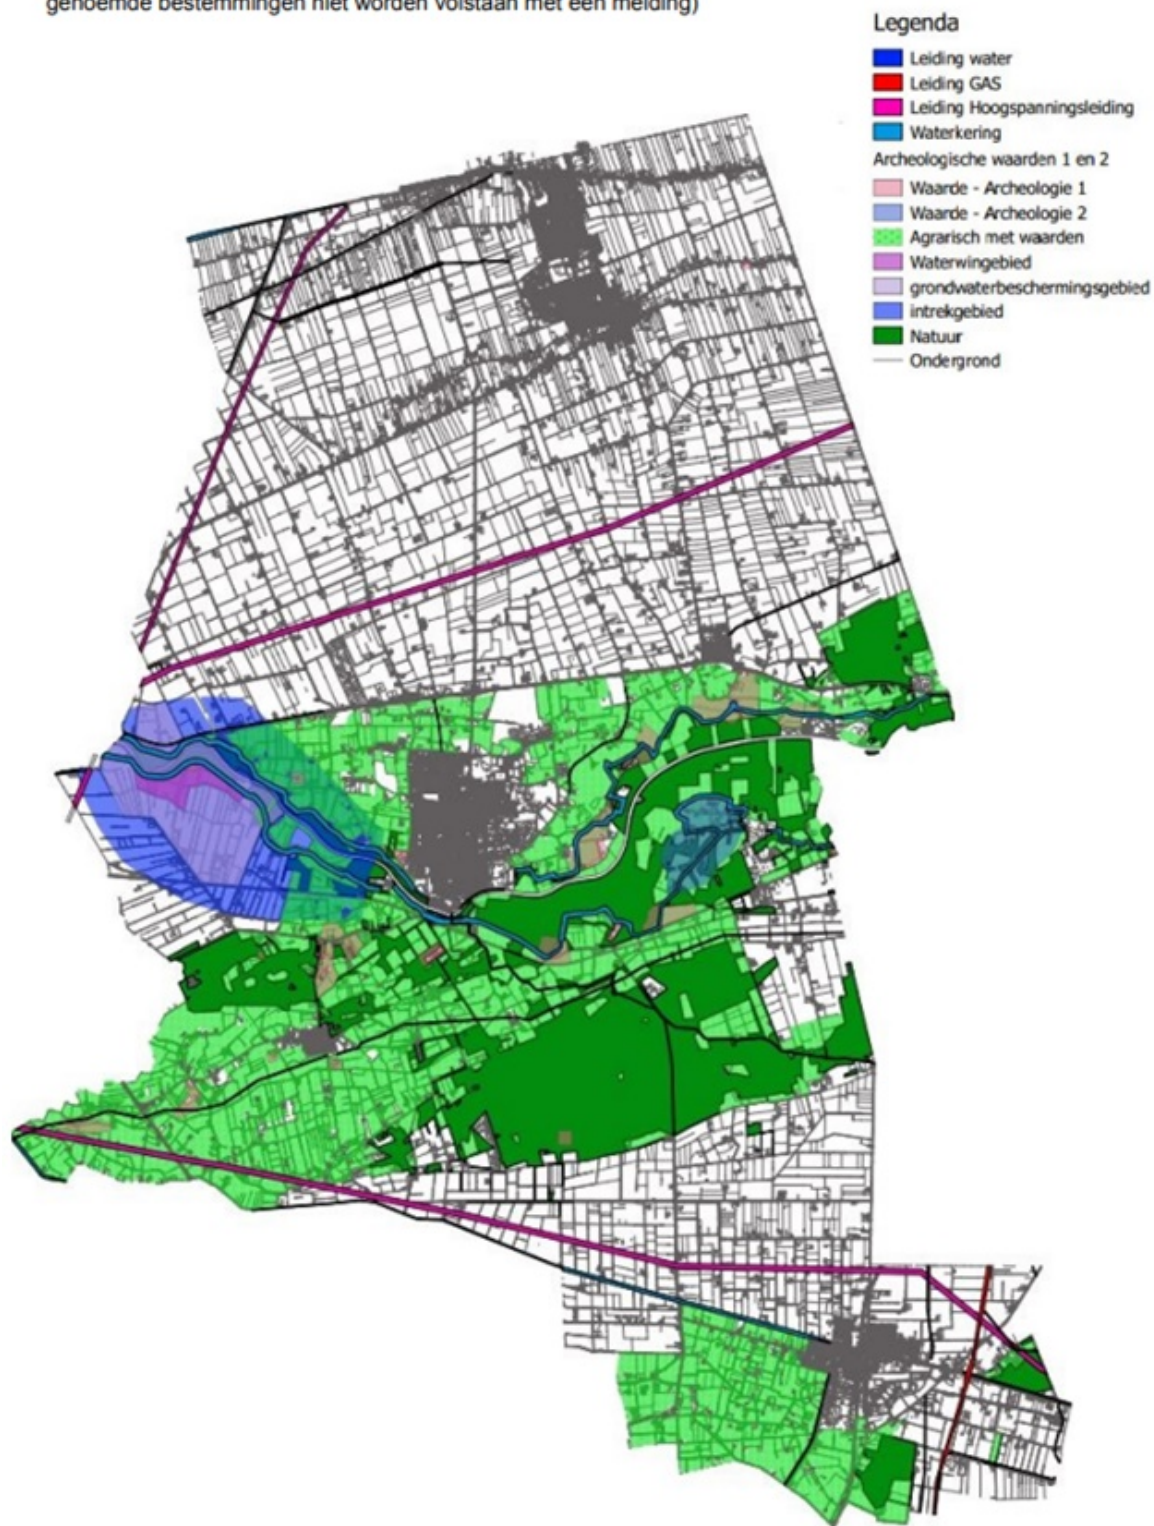 genoemde bestemmingen niet worden volstaan met een melding)
Legenda
Leiding water
Leiding GAS
Leiding Hoogspanningsleiding
Waterkering
Archeologische waarden 1 en 2
Waarde - Archeologie 1
Waarde - Archeologie 2
Agrarisch met waarden
Waterwingebied
grondwaterbeschermingsgebied
intrekgebied
Natuur
Ondergrond